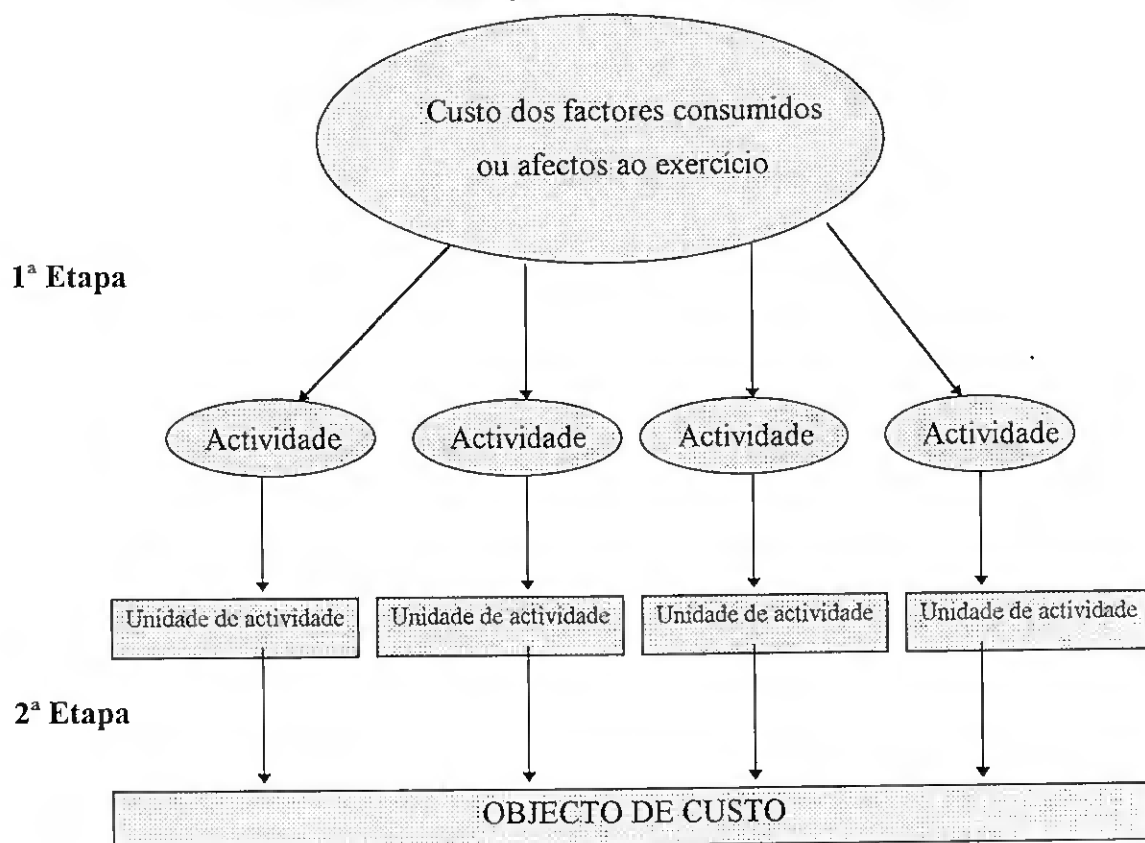 Custo dos factores consumidos
ou afectos ao exercício
1ª Etapa
Actividade
Actividade
Actividade
Actividade
Unidade de actividade
Unidade de actividade
Unidade de actividade
Unidade de actividade
2ª Etapa
OBJECTO DE CUSTO